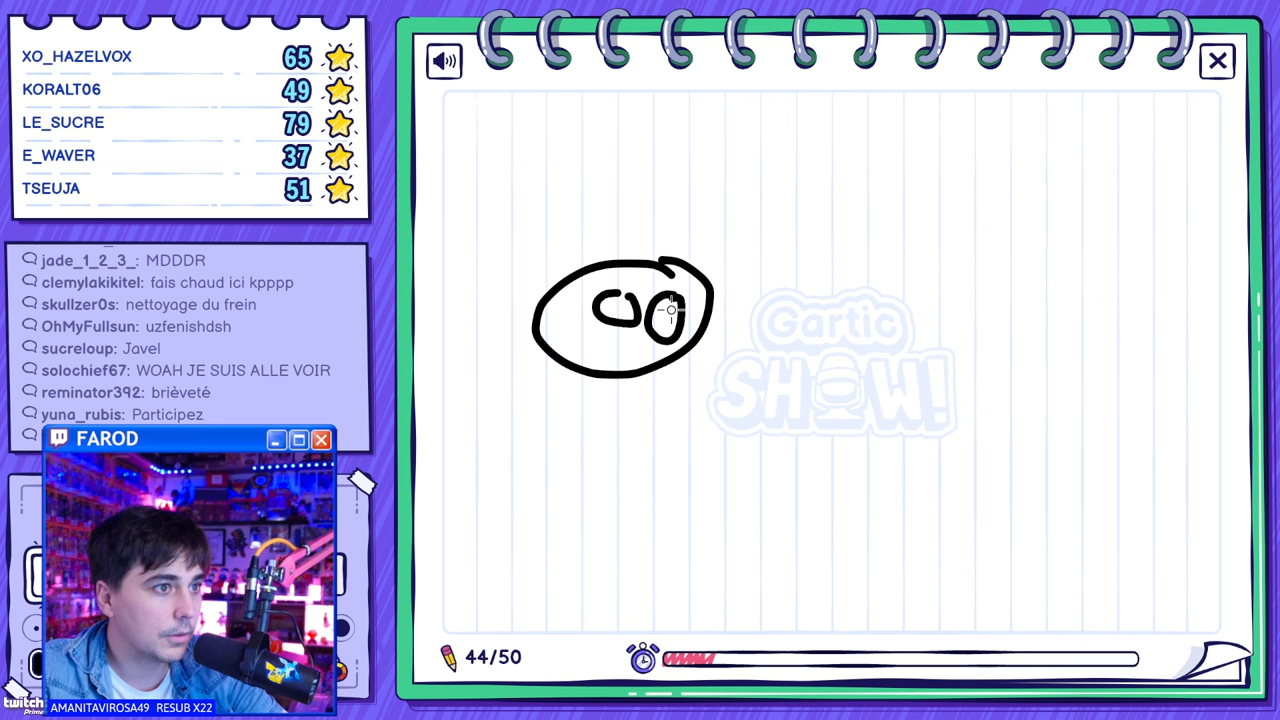 XO_HAZELVOX 65
KORALT06 49
LE_SUCRE 79
E_WAVER 37
TSEUJA 51
jade_1_2_3_: MDDDR
clemylakikitel: fais chaud ici kpppp
skullzer0s: nettoyage du frein
OhMyFullsun: uzfenishdsh
sucreloup: Javel
solochief67: WOAH JE SUIS ALLE VOIR
reminator392: brièveté
yuna_rubis: Participez
FAROD
Gartic
SHOW!
44/50
twitch
Prime
AMANITAVIROSA49 RESUB X22